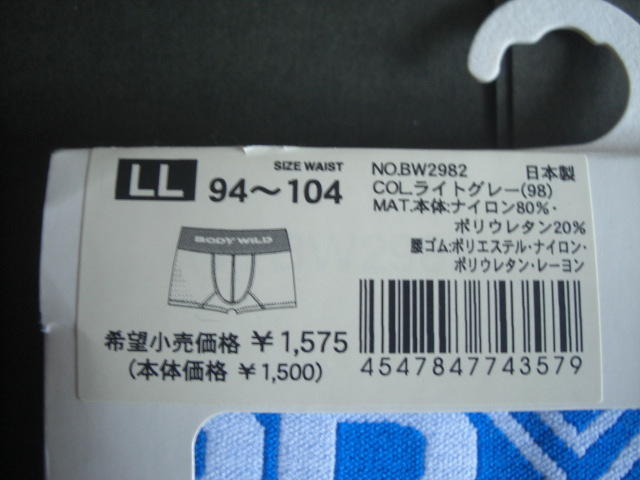 LL
SIZE WAIST
94～104
NO.BW2982 日本製
COL.ライトグレー(98)
MAT.本体:ナイロン80%・
ポリウレタン20%
腰ゴム:ポリエステル・ナイロン・
ポリウレタン・レーヨン
BODY WILD
希望小売価格 ￥1,575
(本体価格 ￥1,500)
4547847743579